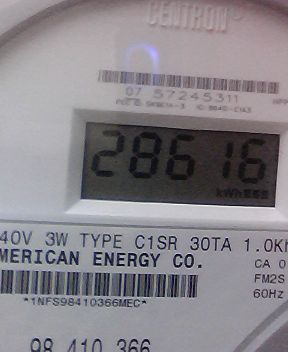 CENTRON
07 57245311
28616
kWh
40V 3W TYPE C1SR 30TA 1.0K
MERICAN ENERGY CO.
CA 0
FM2S
60Hz
*1NFS98410366MEC*
98 410 366